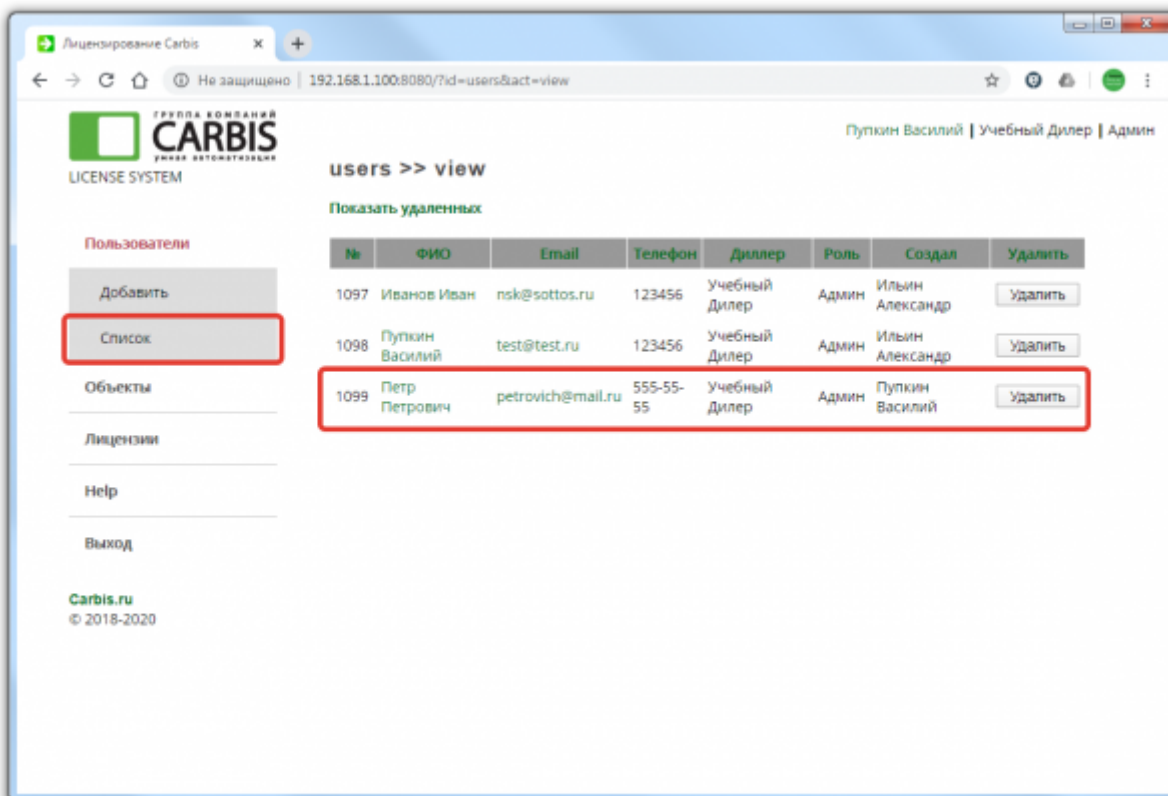 Лицензирование Carbis
Не защищено | 192.168.1.100:8080/?id=users&act=view
ГРУППА КОМПАНИЙ
CARBIS
умная автоматизация
LICENSE SYSTEM
Пупкин Василий | Учебный Дилер | Админ
users >> view
Показать удаленных
Пользователи
Добавить
Список
Объекты
Лицензии
Help
Выход
Carbis.ru
© 2018-2020
№ ФИО Email Телефон Диллер Роль Создал Удалить
1097 Иванов Иван nsk@sottos.ru 123456 Учебный Дилер Админ Ильин Александр Удалить
1098 Пупкин Василий test@test.ru 123456 Учебный Дилер Админ Ильин Александр Удалить
1099 Петр Петрович petrovich@mail.ru 555-55-55 Учебный Дилер Админ Пупкин Василий Удалить